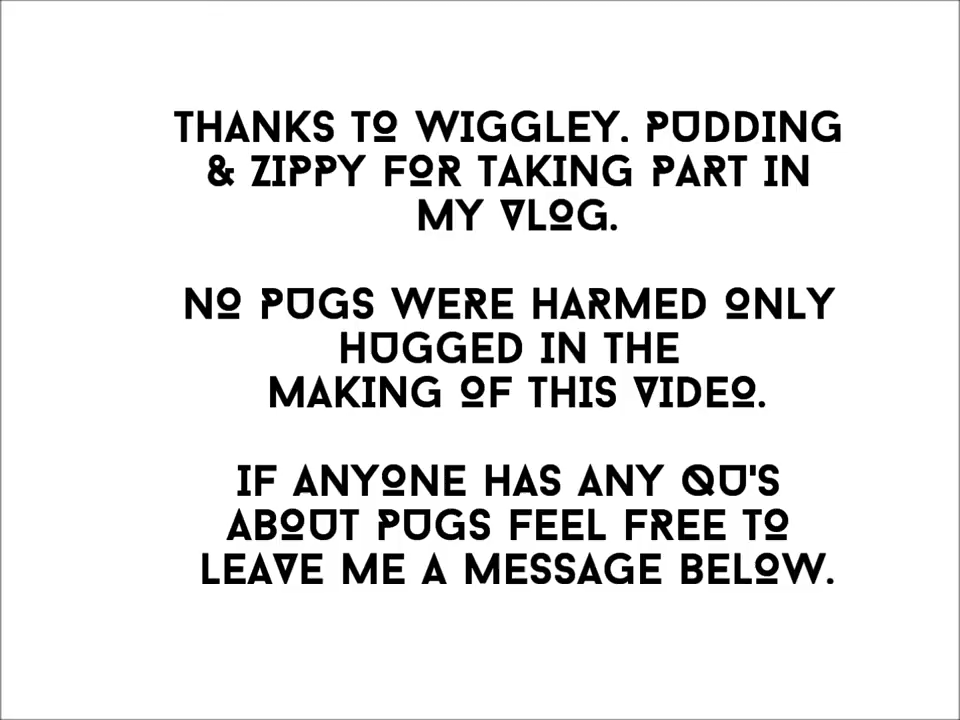 THANKS TO WIGGLEY. PUDDING
& ZIPPY FOR TAKING PART IN
MY VLOG.
NO PUGS WERE HARMED ONLY
HUGGED IN THE
MAKING OF THIS VIDEO.
IF ANYONE HAS ANY QU'S
ABOUT PUGS FEEL FREE TO
LEAVE ME A MESSAGE BELOW.